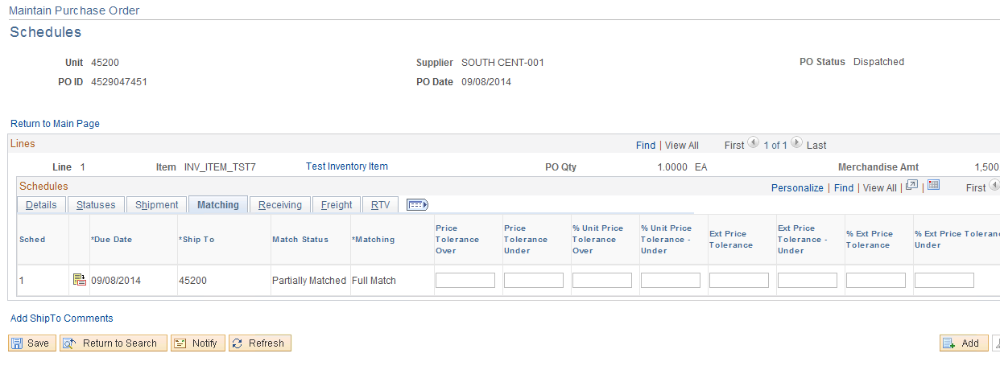 Maintain Purchase Order
Schedules
Unit 45200 Supplier SOUTH CENT-001 PO Status Dispatched
PO ID 4529047451 PO Date 09/08/2014
Return to Main Page
Lines Find | View All First 1 of 1 Last
Line 1 Item INV_ITEM_TST7 Test Inventory Item PO Qty 1.0000 EA Merchandise Amt 1,500
Schedules Personalize | Find | View All | | First
Details Statuses Shipment Matching Receiving Freight RTV
Sched *Due Date *Ship To Match Status *Matching Price Tolerance Over Price Tolerance Under % Unit Price Tolerance Over % Unit Price Tolerance - Under Ext Price Tolerance Ext Price Tolerance - Under % Ext Price Tolerance % Ext Price Toleran Under
1 09/08/2014 45200 Partially Matched Full Match
Add ShipTo Comments
Save Return to Search Notify Refresh Add